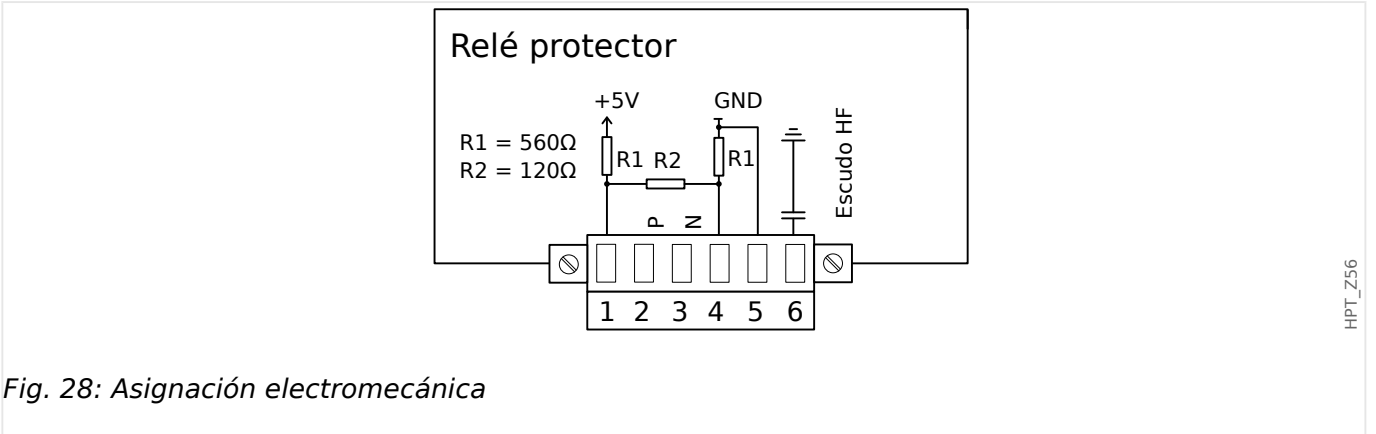 Relé protector
+5V
GND
R1 = 560Ω
R2 = 120Ω
R1
R2
R1
Escudo HF
P
N
1 2 3 4 5 6
HPT_Z56
Fig. 28: Asignación electromecánica